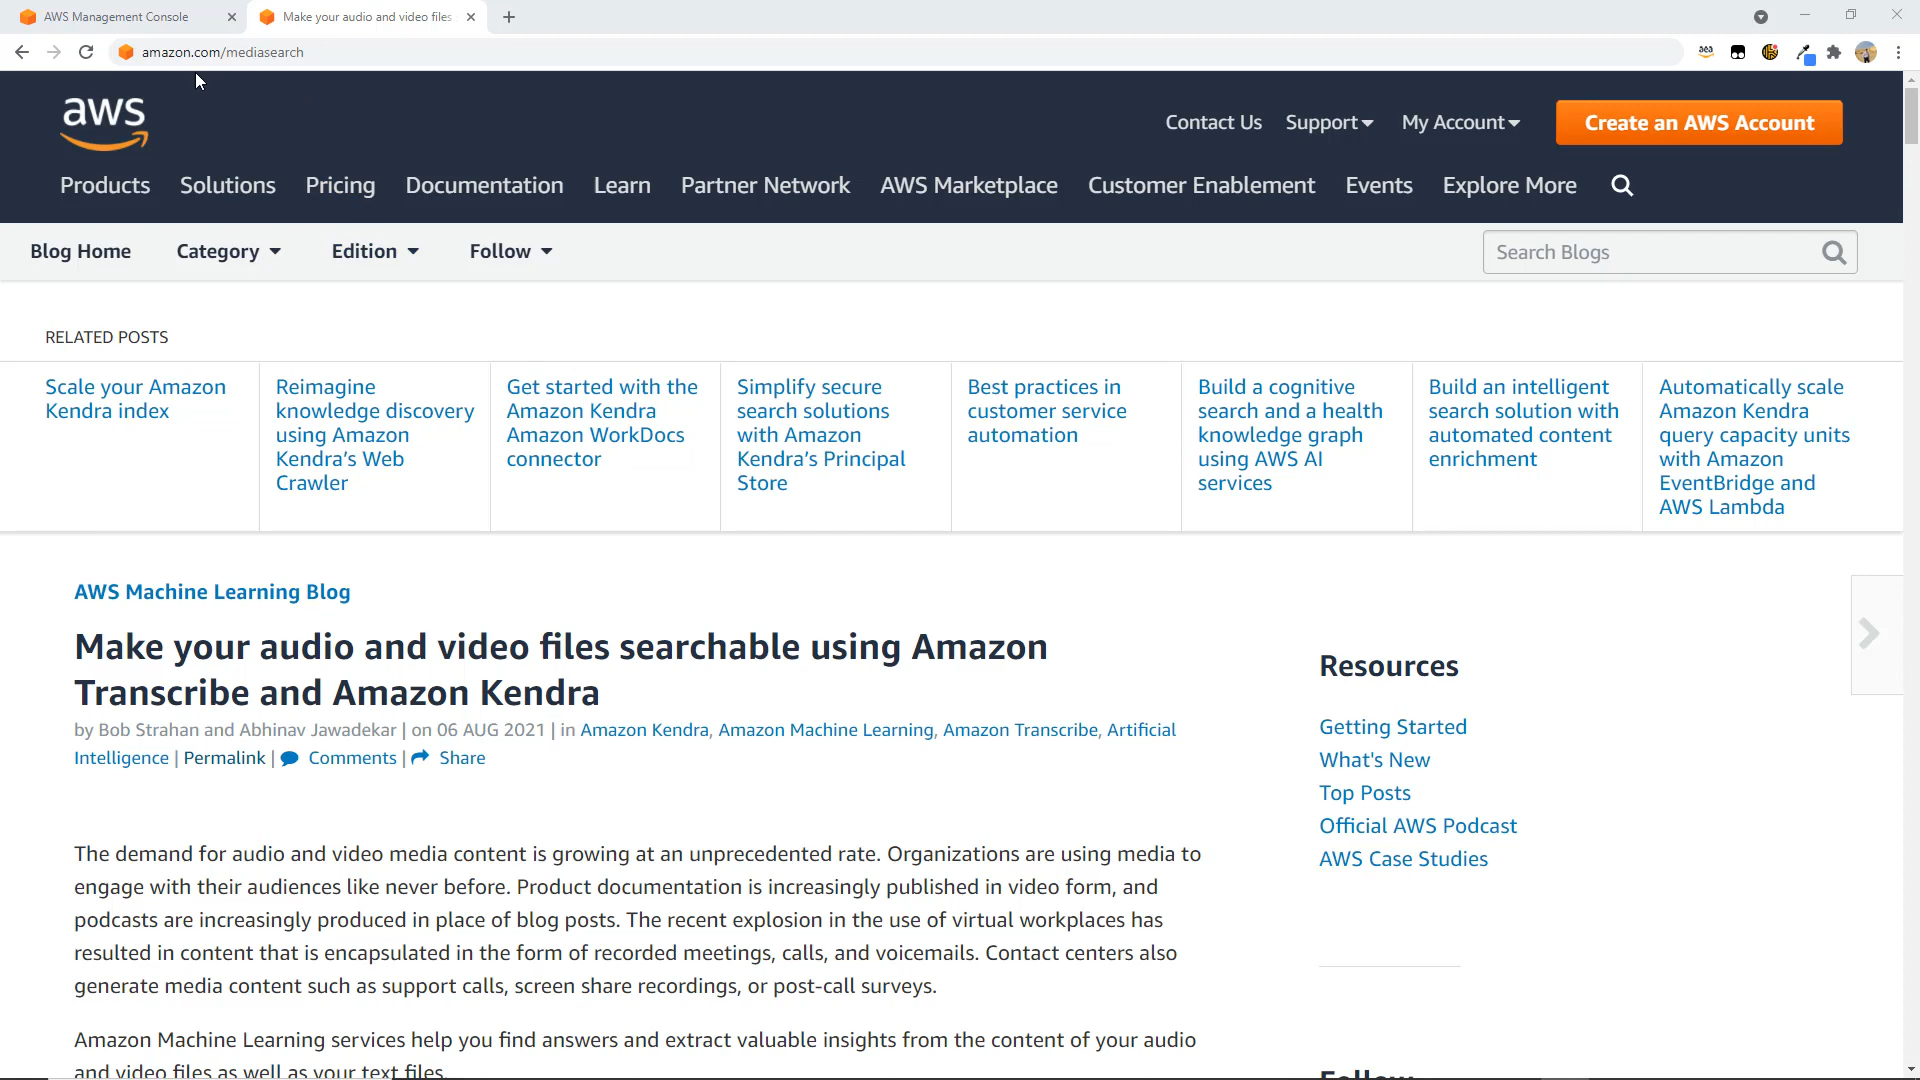 AWS Management Console
Make your audio and video files
amazon.com/mediasearch
aws
Contact Us Support My Account Create an AWS Account
Products Solutions Pricing Documentation Learn Partner Network AWS Marketplace Customer Enablement Events Explore More
Blog Home Category Edition Follow Search Blogs
RELATED POSTS
Scale your Amazon
Kendra index
Reimagine
knowledge discovery
using Amazon
Kendra's Web
Crawler
Get started with the
Amazon Kendra
Amazon WorkDocs
connector
Simplify secure
search solutions
with Amazon
Kendra's Principal
Store
Best practices in
customer service
automation
Build a cognitive
search and a health
knowledge graph
using AWS AI
services
Build an intelligent
search solution with
automated content
enrichment
Automatically scale
Amazon Kendra
query capacity units
with Amazon
EventBridge and
AWS Lambda
AWS Machine Learning Blog
Make your audio and video files searchable using Amazon
Transcribe and Amazon Kendra
by Bob Strahan and Abhinav Jawadekar | on 06 AUG 2021 | in Amazon Kendra, Amazon Machine Learning, Amazon Transcribe, Artificial
Intelligence | Permalink | Comments | Share
The demand for audio and video media content is growing at an unprecedented rate. Organizations are using media to
engage with their audiences like never before. Product documentation is increasingly published in video form, and
podcasts are increasingly produced in place of blog posts. The recent explosion in the use of virtual workplaces has
resulted in content that is encapsulated in the form of recorded meetings, calls, and voicemails. Contact centers also
generate media content such as support calls, screen share recordings, or post-call surveys.
Amazon Machine Learning services help you find answers and extract valuable insights from the content of your audio
and video files as well as your text files.
Resources
Getting Started
What's New
Top Posts
Official AWS Podcast
AWS Case Studies
Follow